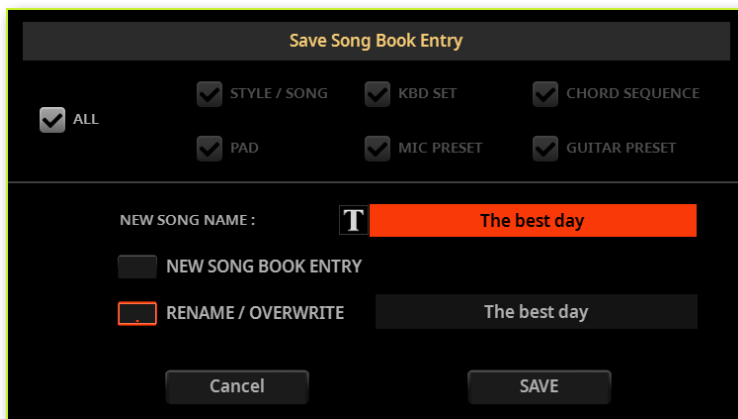 Save Song Book Entry
ALL
STYLE / SONG
KBD SET
CHORD SEQUENCE
PAD
MIC PRESET
GUITAR PRESET
NEW SONG NAME :
T
The best day
NEW SONG BOOK ENTRY
RENAME / OVERWRITE
The best day
Cancel
SAVE